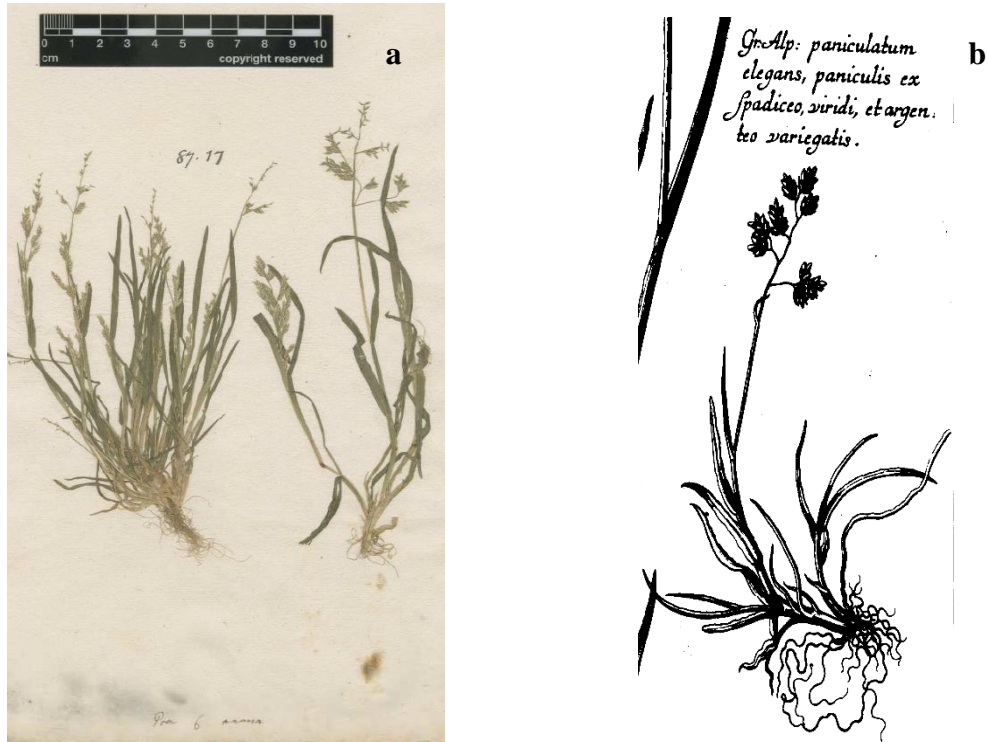 0 1 2 3 4 5 6 7 8 9 10
cm copyright reserved
a
87.17
Poa 6 annua
b
Gr. Alp: paniculatum
elegans, paniculis ex
ſpadiceo, viridi, et argen:
teo variegatis.